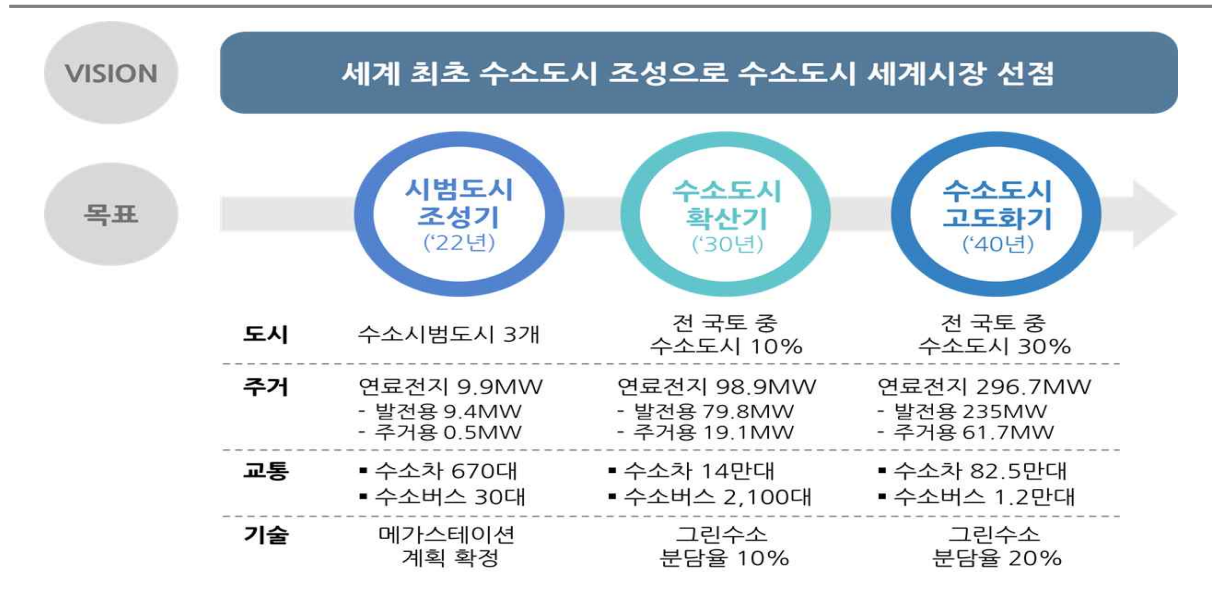 VISION
세계 최초 수소도시 조성으로 수소도시 세계시장 선점
목표
시범도시
조성기
(‘22년)
수소도시
확산기
(‘30년)
수소도시
고도화기
(‘40년)
도시
수소시범도시 3개
전 국토 중
수소도시 10%
전 국토 중
수소도시 30%
주거
연료전지 9.9MW
- 발전용 9.4MW
- 주거용 0.5MW
연료전지 98.9MW
- 발전용 79.8MW
- 주거용 19.1MW
연료전지 296.7MW
- 발전용 235MW
- 주거용 61.7MW
교통
▪ 수소차 670대
▪ 수소버스 30대
▪ 수소차 14만대
▪ 수소버스 2,100대
▪ 수소차 82.5만대
▪ 수소버스 1.2만대
기술
메가스테이션
계획 확정
그린수소
분담율 10%
그린수소
분담율 20%